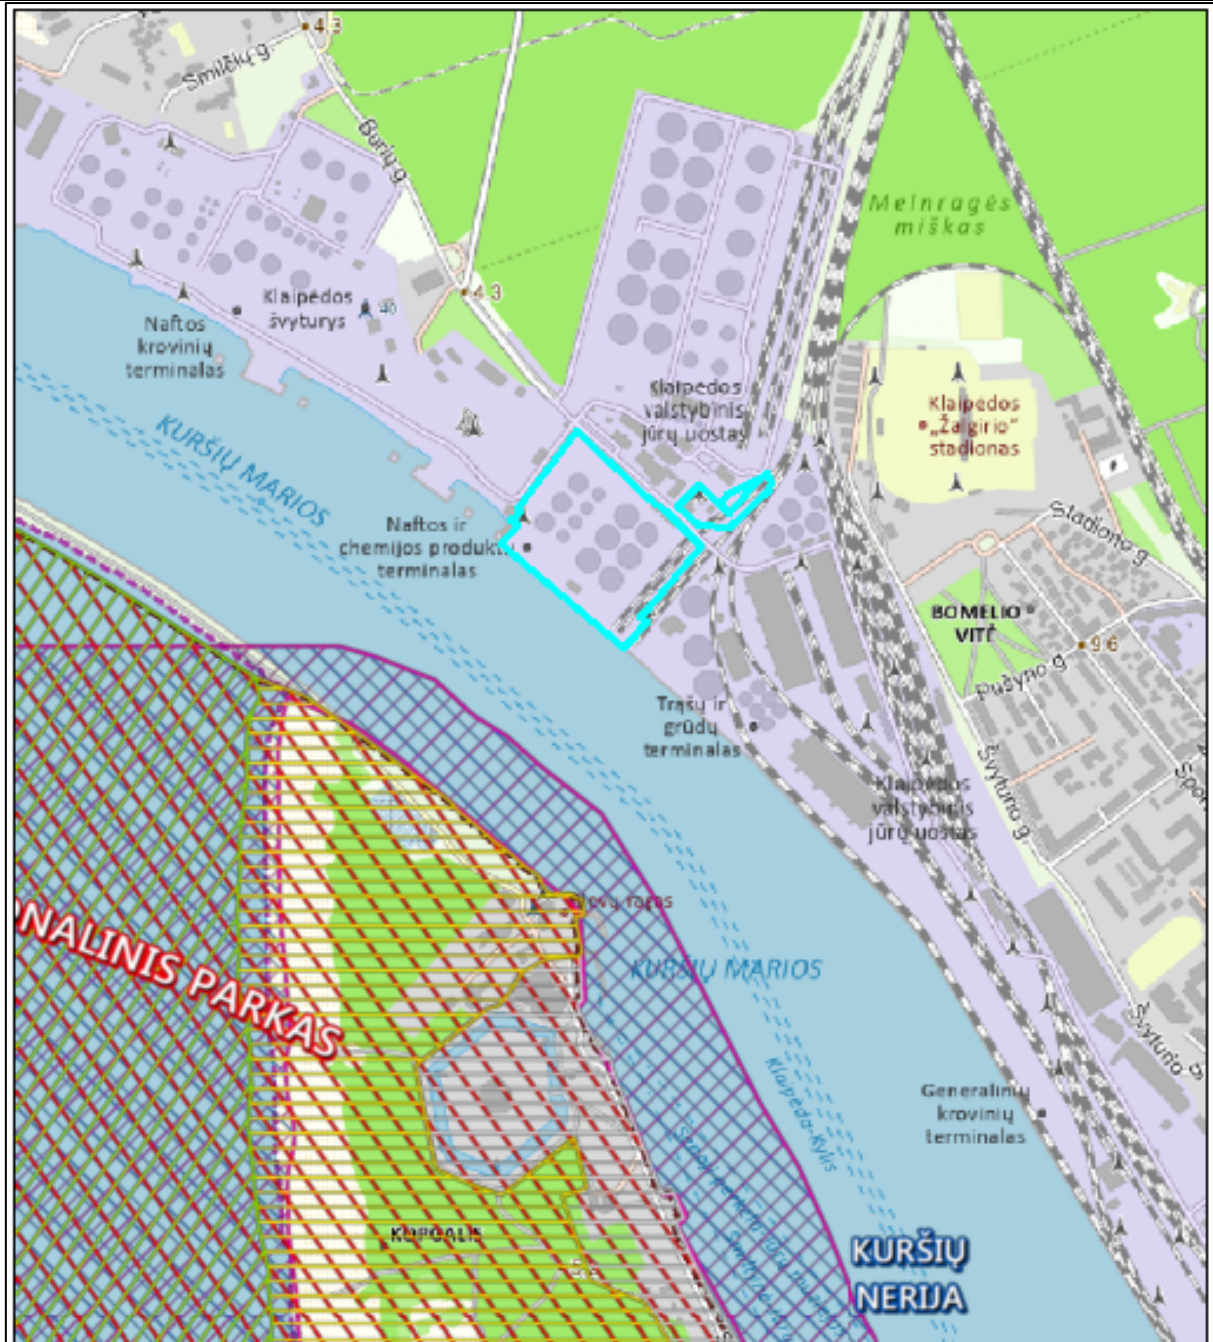 4.3
Smilčių g.
Burių g.
Melnragės
miškas
4.3
Klaipėdos
švyturys
40
Naftos
krovinių
terminalas
Klaipėdos
valstybinis
jūrų uostas
Klaipėdos
„Žalgirio“
stadionas
KURŠIŲ MARIOS
Naftos ir
chemijos produktų
terminalas
Stadiono g.
BOMELIO
VITĖ
9.6
Pušyno g.
Trąšų ir
grūdų
terminalas
Švyturio g.
Klaipėdos
valstybinis
jūrų uostas
ragas
KURŠIŲ MARIOS
NALINIS PARKAS
Švyturio g.
Klaipėda-Kylis
Generalinių
krovinių
terminalas
KOPGALIS
KURŠIŲ
NERIJA